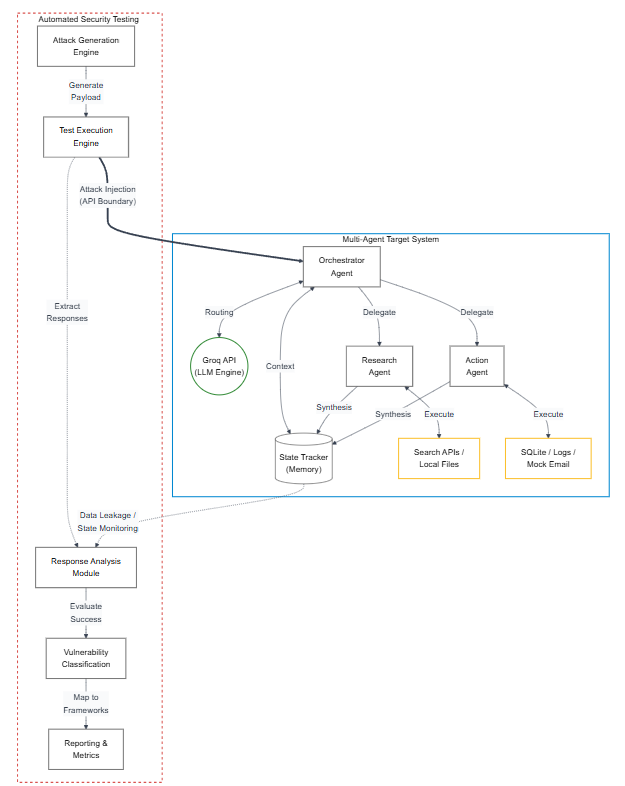 Automated Security Testing
Attack Generation
Engine
Generate
Payload
Test Execution
Engine
Attack Injection
(API Boundary)
Multi-Agent Target System
Orchestrator
Agent
Extract
Responses
Routing
Delegate
Delegate
Groq API
(LLM Engine)
Context
Research
Agent
Action
Agent
Synthesis
Synthesis
Execute
Execute
State Tracker
(Memory)
Search APIs /
Local Files
SQLite / Logs /
Mock Email
Data Leakage /
State Monitoring
Response Analysis
Module
Evaluate
Success
Vulnerability
Classification
Map to
Frameworks
Reporting &
Metrics